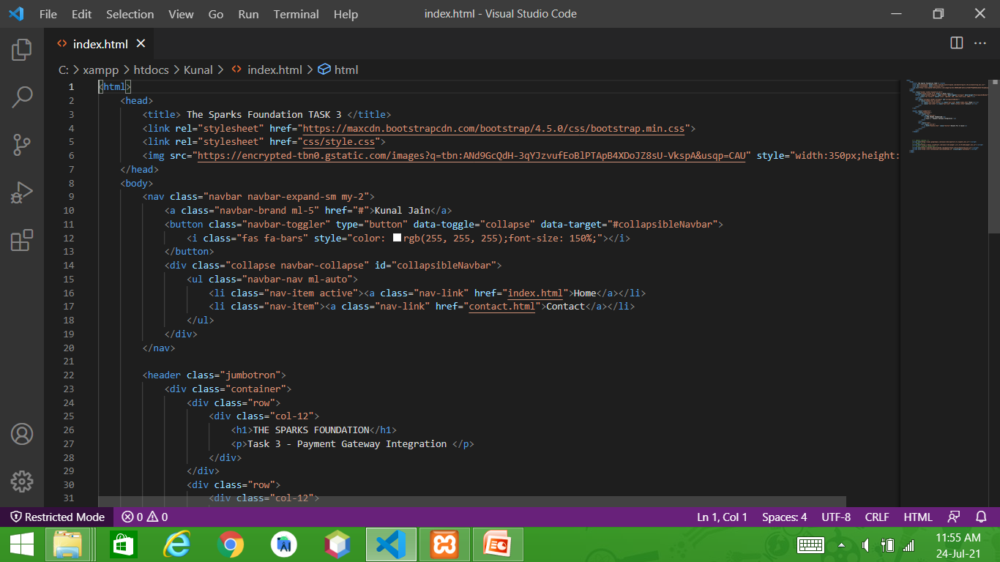 File Edit Selection View Go Run Terminal Help index.html - Visual Studio Code
index.html
C: > xampp > htdocs > Kunal > index.html > html
1 <html>
2 <head>
3 <title> The Sparks Foundation TASK 3 </title>
4 <link rel="stylesheet" href="https://maxcdn.bootstrapcdn.com/bootstrap/4.5.0/css/bootstrap.min.css">
5 <link rel="stylesheet" href="css/style.css">
6 <img src="https://encrypted-tbn0.gstatic.com/images?q=tbn:ANd9GcQdH-3qYJzvufEoBlPTApB4XDoJZ8sU-VkspA&usqp=CAU" style="width:350px;height:
7 </head>
8 <body>
9 <nav class="navbar navbar-expand-sm my-2">
10 <a class="navbar-brand ml-5" href="#">Kunal Jain</a>
11 <button class="navbar-toggler" type="button" data-toggle="collapse" data-target="#collapsibleNavbar">
12 <i class="fas fa-bars" style="color: rgb(255, 255, 255);font-size: 150%;"></i>
13 </button>
14 <div class="collapse navbar-collapse" id="collapsibleNavbar">
15 <ul class="navbar-nav ml-auto">
16 <li class="nav-item active"><a class="nav-link" href="index.html">Home</a></li>
17 <li class="nav-item"><a class="nav-link" href="contact.html">Contact</a></li>
18 </ul>
19 </div>
20 </nav>
21
22 <header class="jumbotron">
23 <div class="container">
24 <div class="row">
25 <div class="col-12">
26 <h1>THE SPARKS FOUNDATION</h1>
27 <p>Task 3 - Payment Gateway Integration </p>
28 </div>
29 </div>
30 <div class="row">
31 <div class="col-12">
Restricted Mode 0 0 Ln 1, Col 1 Spaces: 4 UTF-8 CRLF HTML
11:55 AM
24-Jul-21